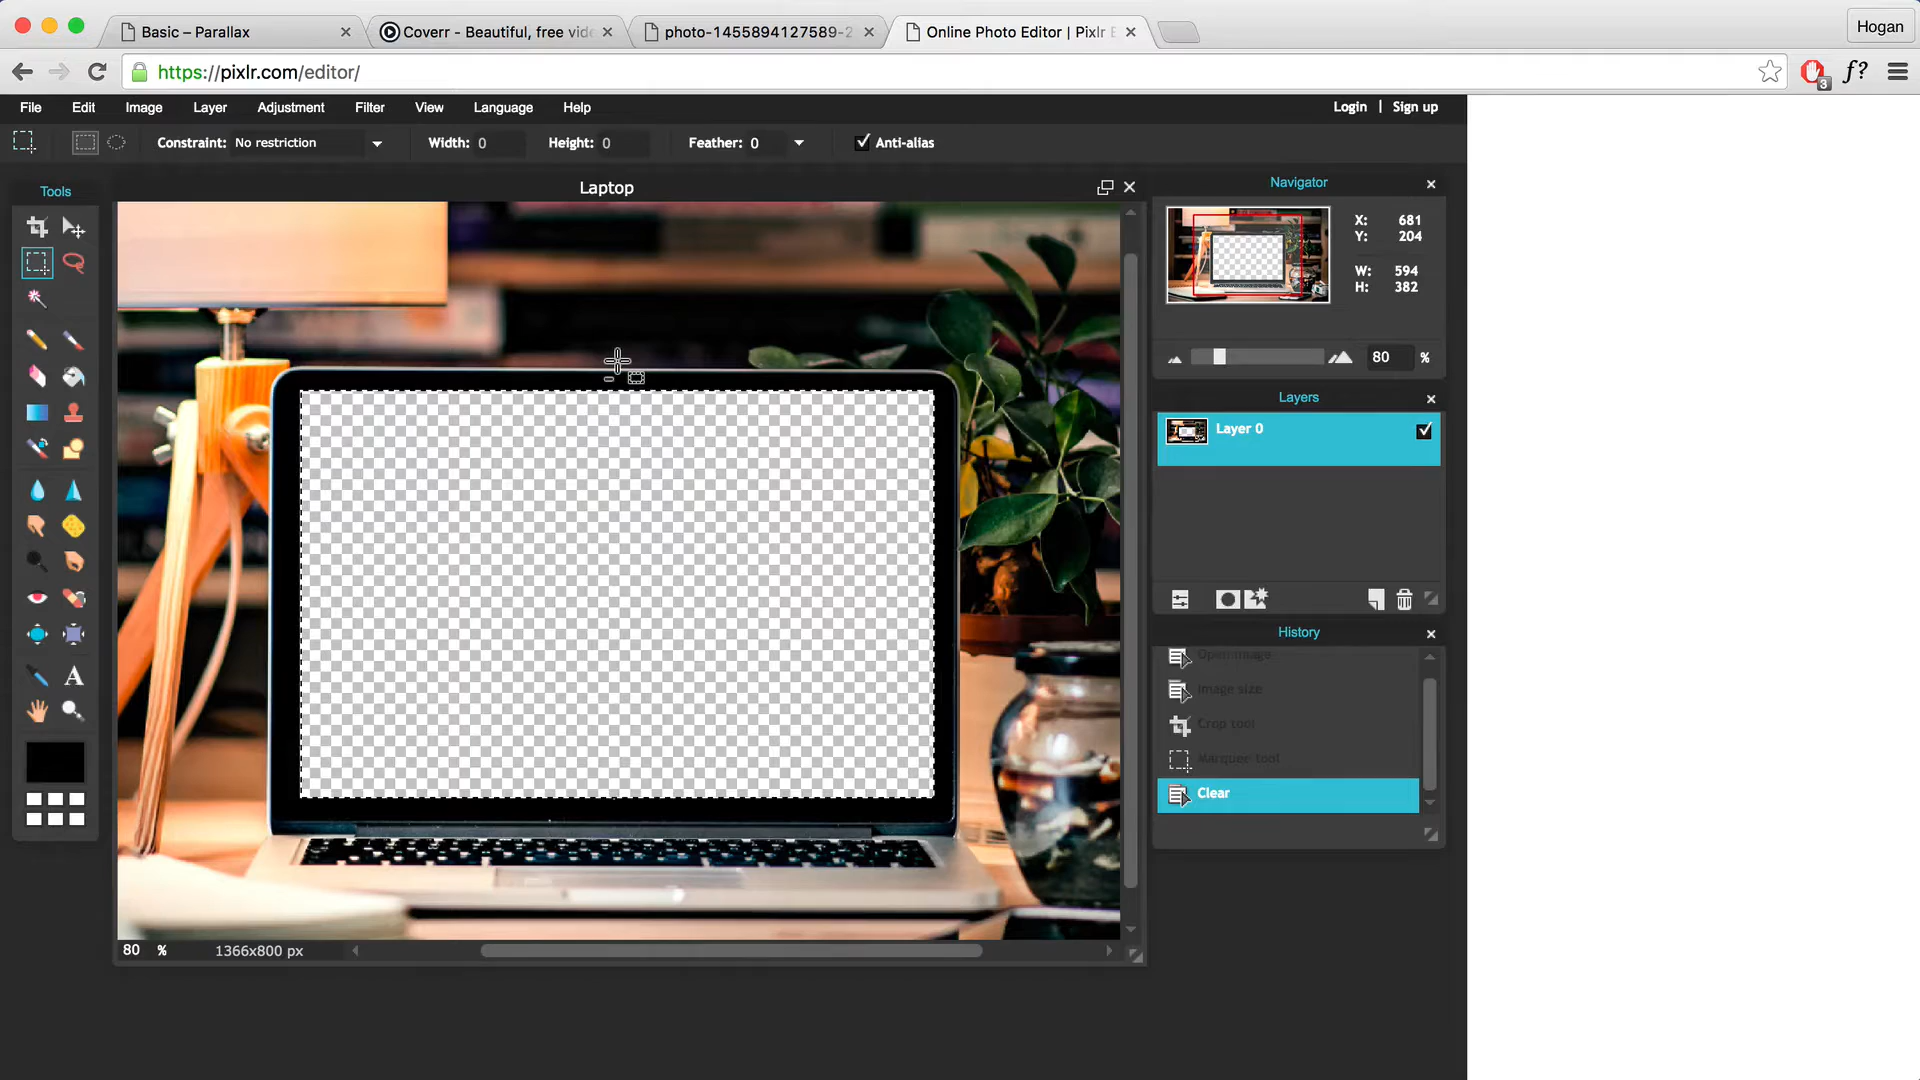 Basic – Parallax
Coverr - Beautiful, free vide
photo-1455894127589-2
Online Photo Editor | Pixlr E
Hogan
https://pixlr.com/editor/
3
f?
File Edit Image Layer Adjustment Filter View Language Help
Login | Sign up
Constraint: No restriction Width: 0 Height: 0 Feather: 0 Anti-alias
Tools
Laptop
Navigator
X: 681
Y: 204
W: 594
H: 382
80 %
Layers
Layer 0
History
Open image
Image size
Crop tool
Marquee tool
Clear
A
80 % 1366x800 px